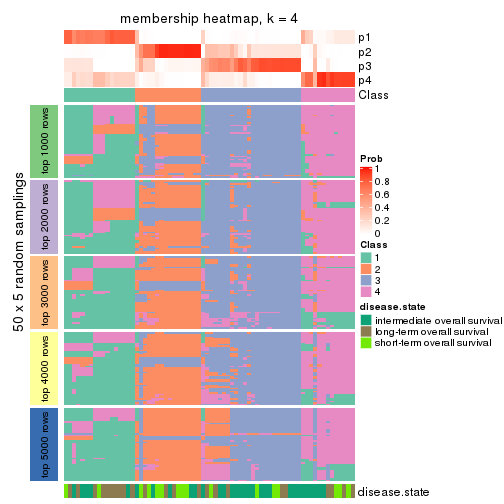 membership heatmap, k = 4
p1
p2
p3
p4
Class
50 x 5 random samplings
top 1000 rows
top 2000 rows
top 3000 rows
top 4000 rows
top 5000 rows
Prob
1
0.8
0.6
0.4
0.2
0
Class
1
2
3
4
disease.state
intermediate overall survival
long-term overall survival
short-term overall survival
disease.state